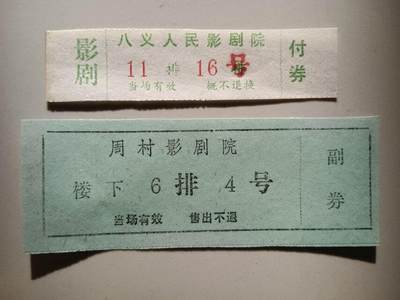 影剧
八义人民影剧院
11 排 16 号
当场有效 概不退换
付券
周村影剧院
楼下 6 排 4 号
当场有效 售出不退
副券